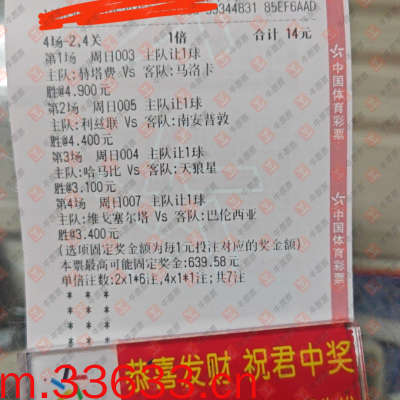 33344B31 85EF6AAD
4场-2,4关 1倍 合计 14元
第1场 周日003 主队让1球
主队:赫塔费 Vs 客队:马洛卡
胜@4.900元
第2场 周日005 主队让1球
主队:利兹联 Vs 客队:南安普敦
胜@4.400元
第3场 周日004 主队让1球
主队:哈马比 Vs 客队:天狼星
胜@3.100元
第4场 周日007 主队让1球
主队:维戈塞尔塔 Vs 客队:巴伦西亚
胜@3.400元
(选项固定奖金额为每1元投注对应的奖金额)
本票最高可能固定奖金:639.58元
单倍注数:2x1*6注,4x1*1注;共7注
* * *
* * *
* * *
* * *
中国体育彩票
中国体育彩票
恭喜发财 祝君中奖
m:33633.cn